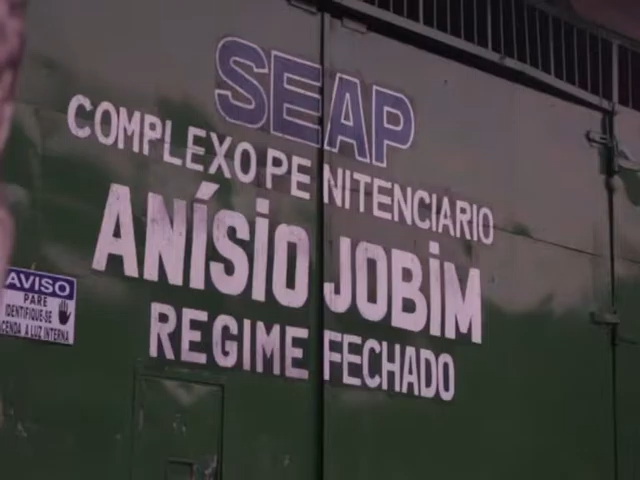 SEAP
COMPLEXO PENITENCIARIO
ANÍSIO JOBIM
REGIME FECHADO
AVISO
PARE
IDENTIFIQUE-SE
ACENDA A LUZ INTERNA